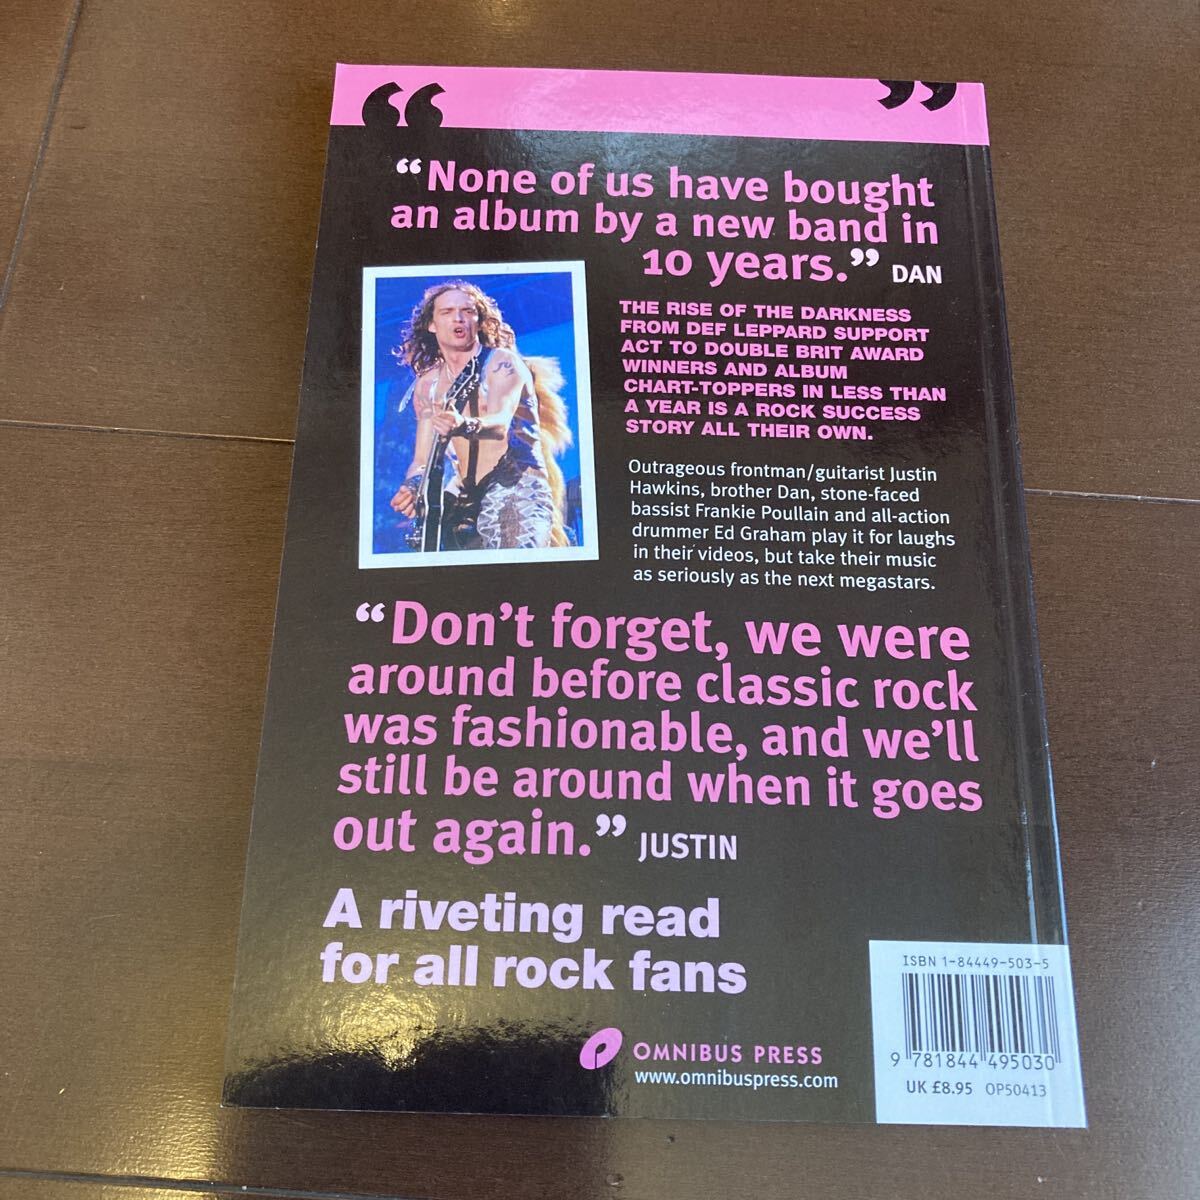 “None of us have bought
an album by a new band in
10 years.” DAN
THE RISE OF THE DARKNESS
FROM DEF LEPPARD SUPPORT
ACT TO DOUBLE BRIT AWARD
WINNERS AND ALBUM
CHART-TOPPERS IN LESS THAN
A YEAR IS A ROCK SUCCESS
STORY ALL THEIR OWN.
Outrageous frontman/guitarist Justin
Hawkins, brother Dan, stone-faced
bassist Frankie Poullain and all-action
drummer Ed Graham play it for laughs
in their videos, but take their music
as seriously as the next megastars.
“Don’t forget, we were
around before classic rock
was fashionable, and we’ll
still be around when it goes
out again.” JUSTIN
A riveting read
for all rock fans
OMNIBUS PRESS
www.omnibuspress.com
ISBN 1-84449-503-5
9 781844 495030
UK £8.95 OP50413